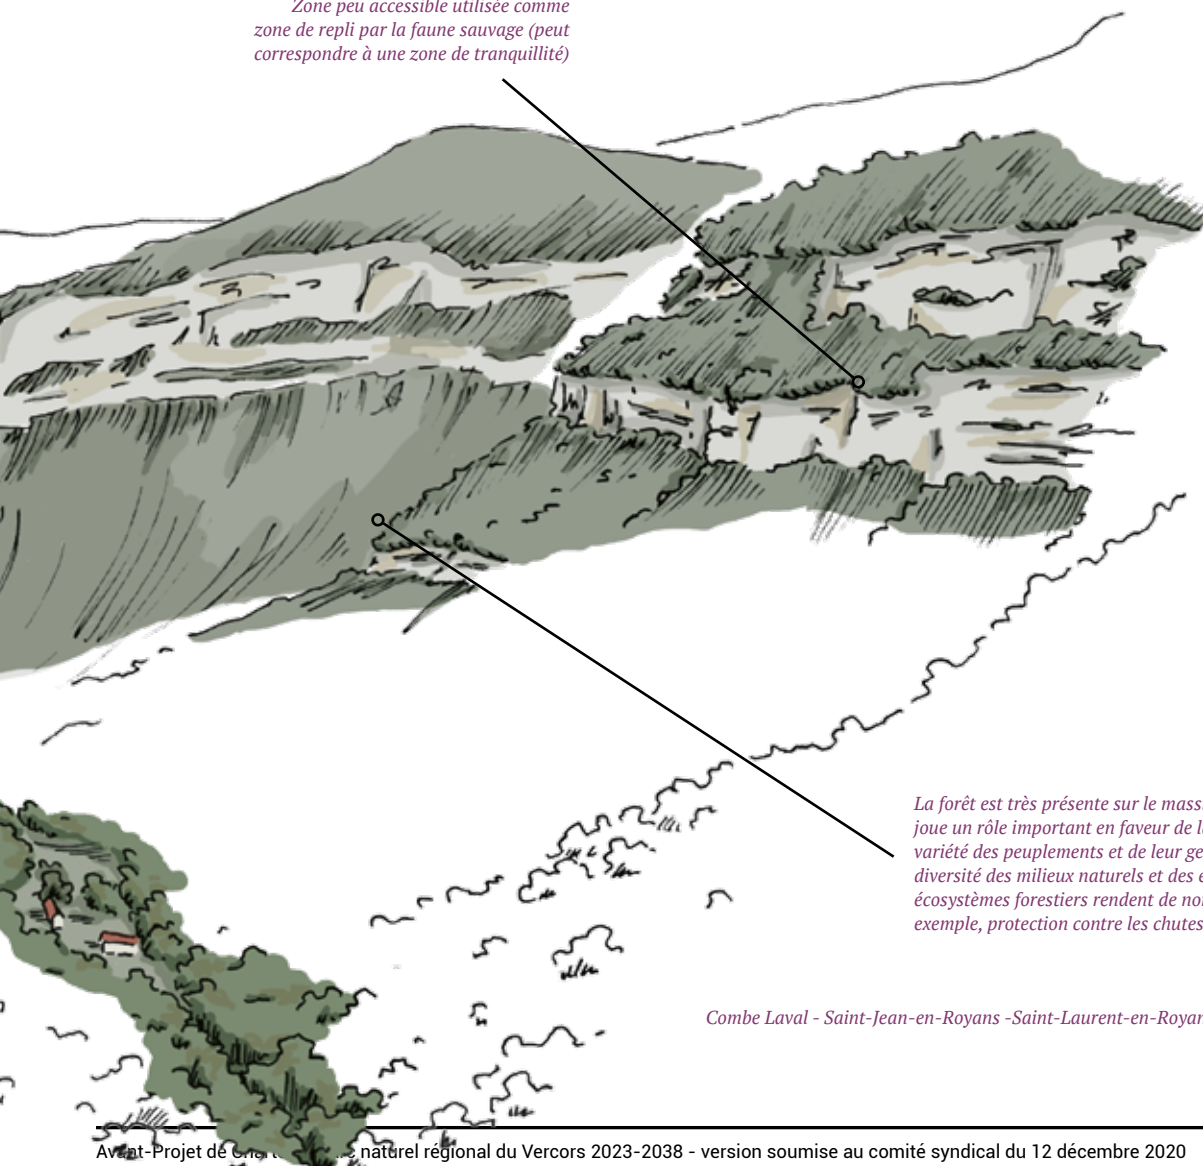 Zone peu accessible utilisée comme
zone de repli par la faune sauvage (peut
correspondre à une zone de tranquillité)
La forêt est très présente sur le mass
joue un rôle important en faveur de l
variété des peuplements et de leur ge
diversité des milieux naturels et des
écosystèmes forestiers rendent de no
exemple, protection contre les chutes
Combe Laval - Saint-Jean-en-Royans -Saint-Laurent-en-Royan
Avant-Projet de naturel régional du Vercors 2023-2038 - version soumise au comité syndical du 12 décembre 2020